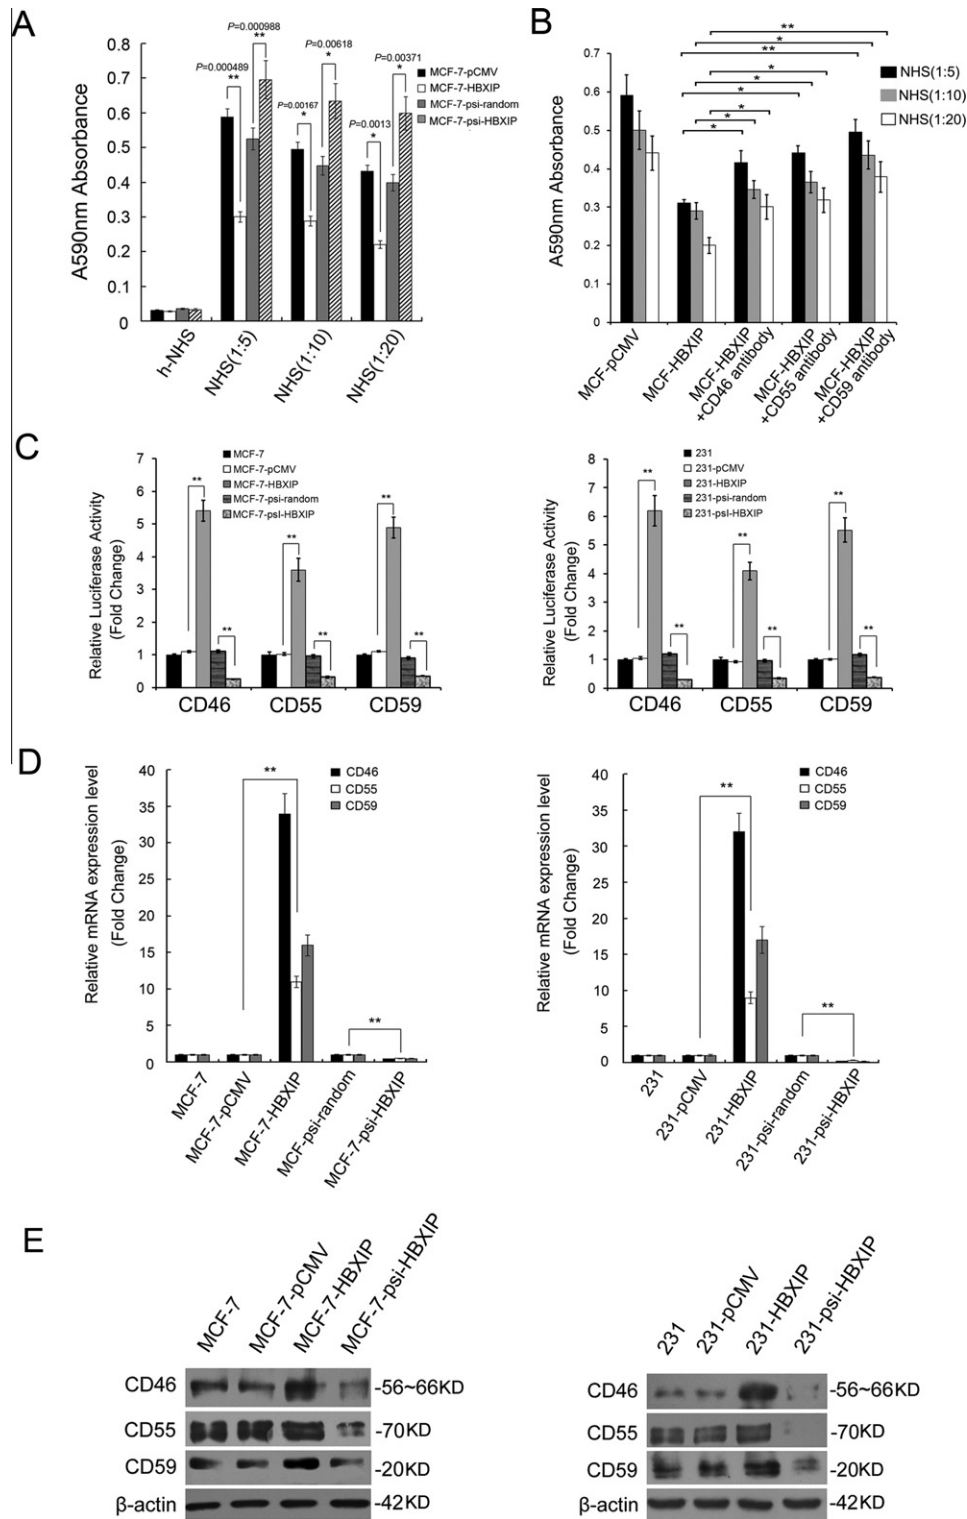 A
A590nm Absorbance
0.8
0.7
0.6
0.5
0.4
0.3
0.2
0.1
0
P=0.000489
**
P=0.000988
**
P=0.00167
*
P=0.00618
*
P=0.0013
*
P=0.00371
*
MCF-7-pCMV
MCF-7-HBXIP
MCF-7-psi-random
MCF-7-psi-HBXIP
h-NHS
NHS(1:5)
NHS(1:10)
NHS(1:20)
B
A590nm Absorbance
0.7
0.6
0.5
0.4
0.3
0.2
0.1
0
**
*
**
*
*
*
*
*
*
NHS(1:5)
NHS(1:10)
NHS(1:20)
MCF-pCMV
MCF-HBXIP
MCF-HBXIP
+CD46 antibody
MCF-HBXIP
+CD55 antibody
MCF-HBXIP
+CD59 antibody
C
Relative Luciferase Activity
(Fold Change)
7
6
5
4
3
2
1
0
MCF-7
MCF-7-pCMV
MCF-7-HBXIP
MCF-7-psi-random
MCF-7-psi-HBXIP
**
**
**
**
**
**
CD46
CD55
CD59
Relative Luciferase Activity
(Fold Change)
8
7
6
5
4
3
2
1
0
231
231-pCMV
231-HBXIP
231-psi-random
231-psi-HBXIP
**
**
**
**
**
**
CD46
CD55
CD59
D
Relative mRNA expression level
(Fold Change)
40
35
30
25
20
15
10
5
0
**
**
CD46
CD55
CD59
MCF-7
MCF-7-pCMV
MCF-7-HBXIP
MCF-psi-random
MCF-7-psi-HBXIP
Relative mRNA expression level
(Fold Change)
40
35
30
25
20
15
10
5
0
**
**
CD46
CD55
CD59
231
231-pCMV
231-HBXIP
231-psi-random
231-psi-HBXIP
E
MCF-7
MCF-7-pCMV
MCF-7-HBXIP
MCF-7-psi-HBXIP
CD46
-56~66KD
CD55
-70KD
CD59
-20KD
β-actin
-42KD
231
231-pCMV
231-HBXIP
231-psi-HBXIP
CD46
-56~66KD
CD55
-70KD
CD59
-20KD
β-actin
-42KD